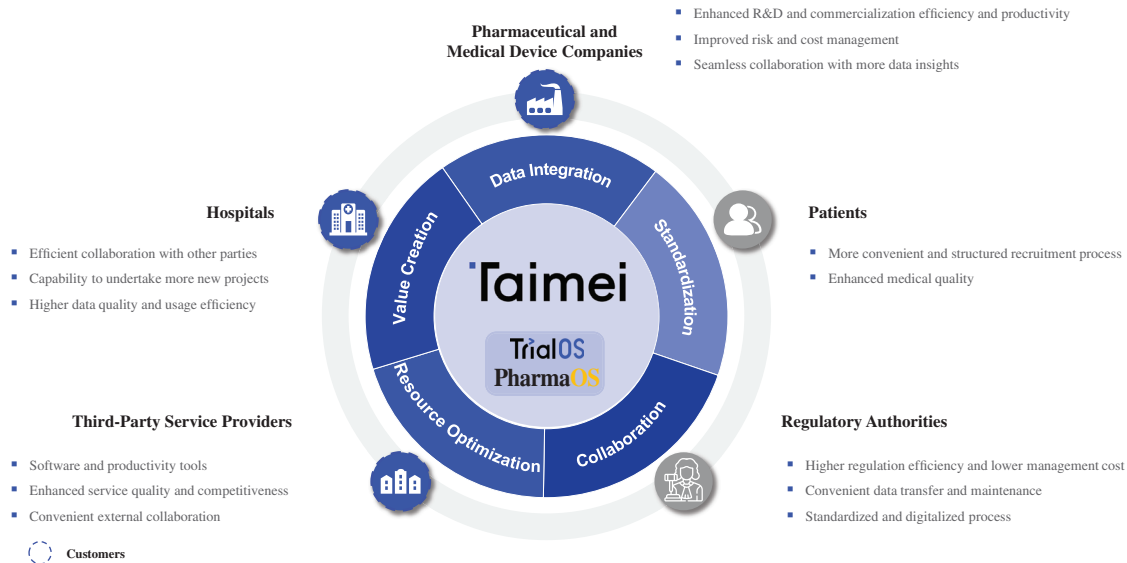 Pharmaceutical and
Medical Device Companies
Enhanced R&D and commercialization efficiency and productivity
Improved risk and cost management
Seamless collaboration with more data insights
Hospitals
Efficient collaboration with other parties
Capability to undertake more new projects
Higher data quality and usage efficiency
Patients
More convenient and structured recruitment process
Enhanced medical quality
Data Integration
Standardization
Collaboration
Resource Optimization
Value Creation
Taimei
TrialOS
PharmaOS
Third-Party Service Providers
Software and productivity tools
Enhanced service quality and competitiveness
Convenient external collaboration
Regulatory Authorities
Higher regulation efficiency and lower management cost
Convenient data transfer and maintenance
Standardized and digitalized process
Customers